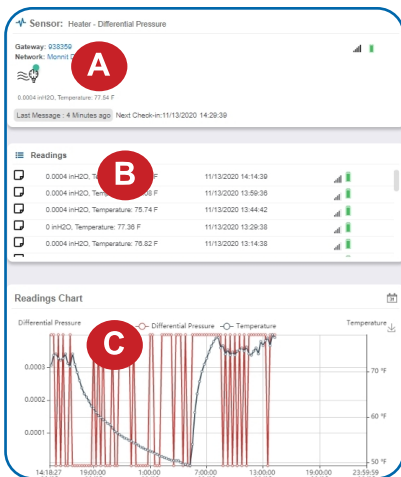 Sensor: Heater - Differential Pressure
Gateway: 938359
Network: Monnit
A
0.0004 inH2O, Temperature: 77.54 F
Last Message : 4 Minutes ago Next Check-in:11/13/2020 14:29:39
Readings
0.0004 inH2O, F 11/13/2020 14:14:39
B
0.0004 inH2O, F 11/13/2020 13:59:36
0.0004 inH2O, Temperature: 75.74 F 11/13/2020 13:44:42
0 inH2O, Temperature: 77.36 F 11/13/2020 13:29:38
0.0004 inH2O, Temperature: 76.82 F 11/13/2020 13:14:38
Readings Chart
Differential Pressure Differential Pressure Temperature Temperature
C
0.0003
70 °F
0.0002
60 °F
0.0001
50 °F
14:18:27 19:00:00 1:00:00 7:00:00 13:00:00 19:00:00 23:59:59